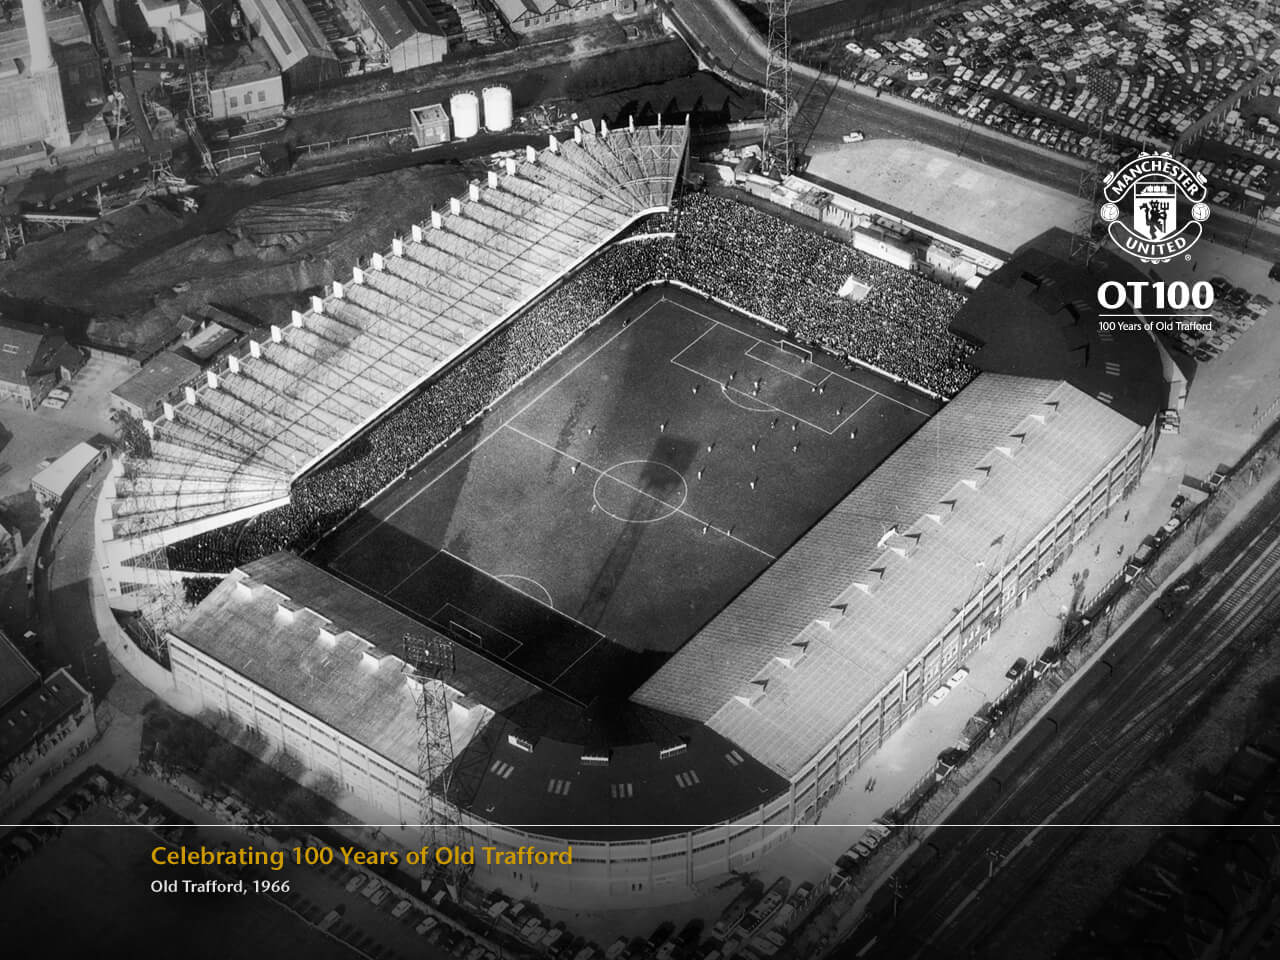 MANCHESTER
UNITED
®
OT100
100 Years of Old Trafford
Celebrating 100 Years of Old Trafford
Old Trafford, 1966